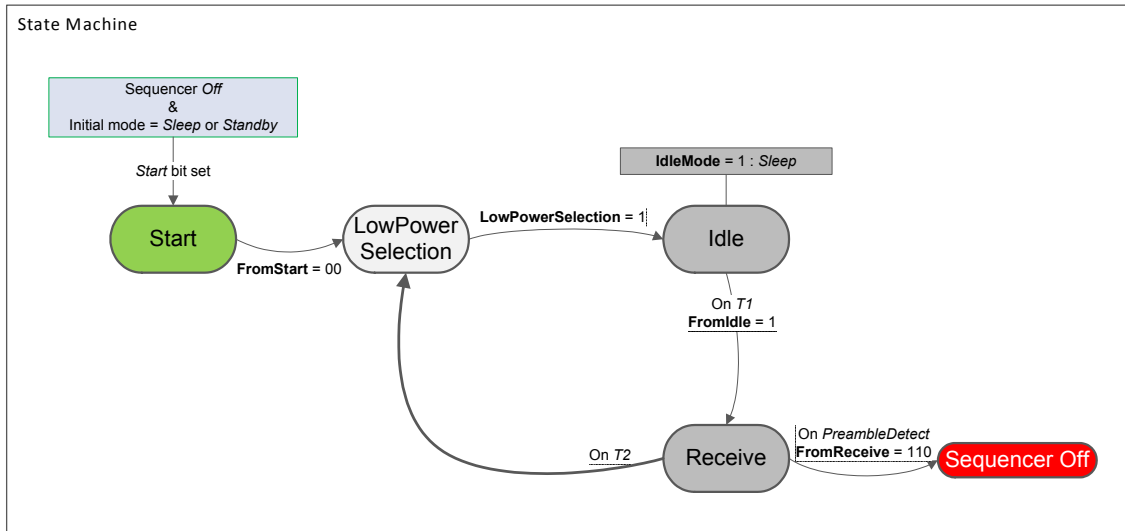 State Machine
Sequencer Off
&
Initial mode = Sleep or Standby
Start bit set
IdleMode = 1 : Sleep
Start
FromStart = 00
LowPower
Selection
LowPowerSelection = 1
Idle
On T1
FromIdle = 1
On T2
Receive
On PreambleDetect
FromReceive = 110
Sequencer Off